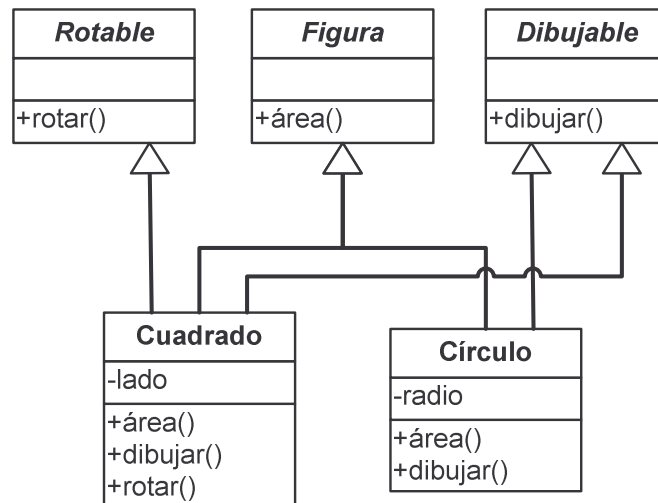 Rotable
+rotar()
Figura
+área()
Dibujable
+dibujar()
Cuadrado
-lado
+área()
+dibujar()
+rotar()
Círculo
-radio
+área()
+dibujar()